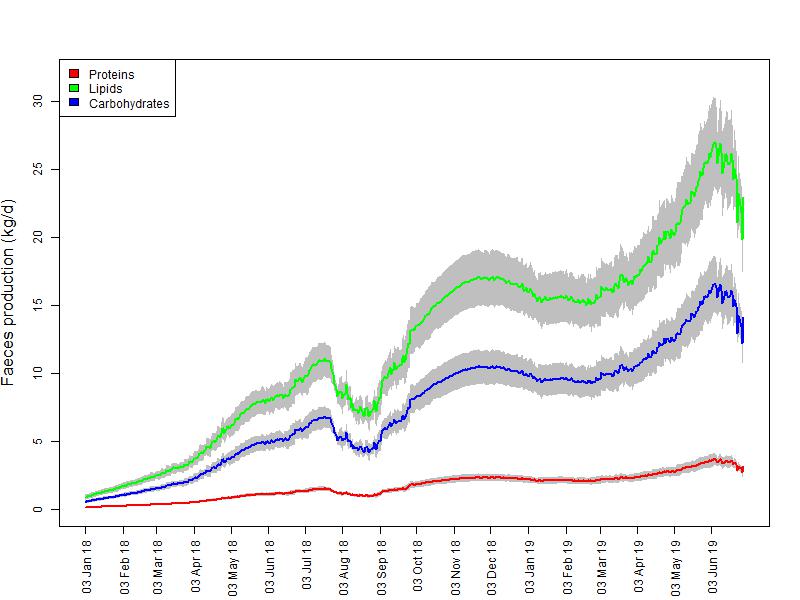 Proteins
Lipids
Carbohydrates
Faeces production (kg/d)
30
25
20
15
10
5
0
03 Jan 18
03 Feb 18
03 Mar 18
03 Apr 18
03 May 18
03 Jun 18
03 Jul 18
03 Aug 18
03 Sep 18
03 Oct 18
03 Nov 18
03 Dec 18
03 Jan 19
03 Feb 19
03 Mar 19
03 Apr 19
03 May 19
03 Jun 19